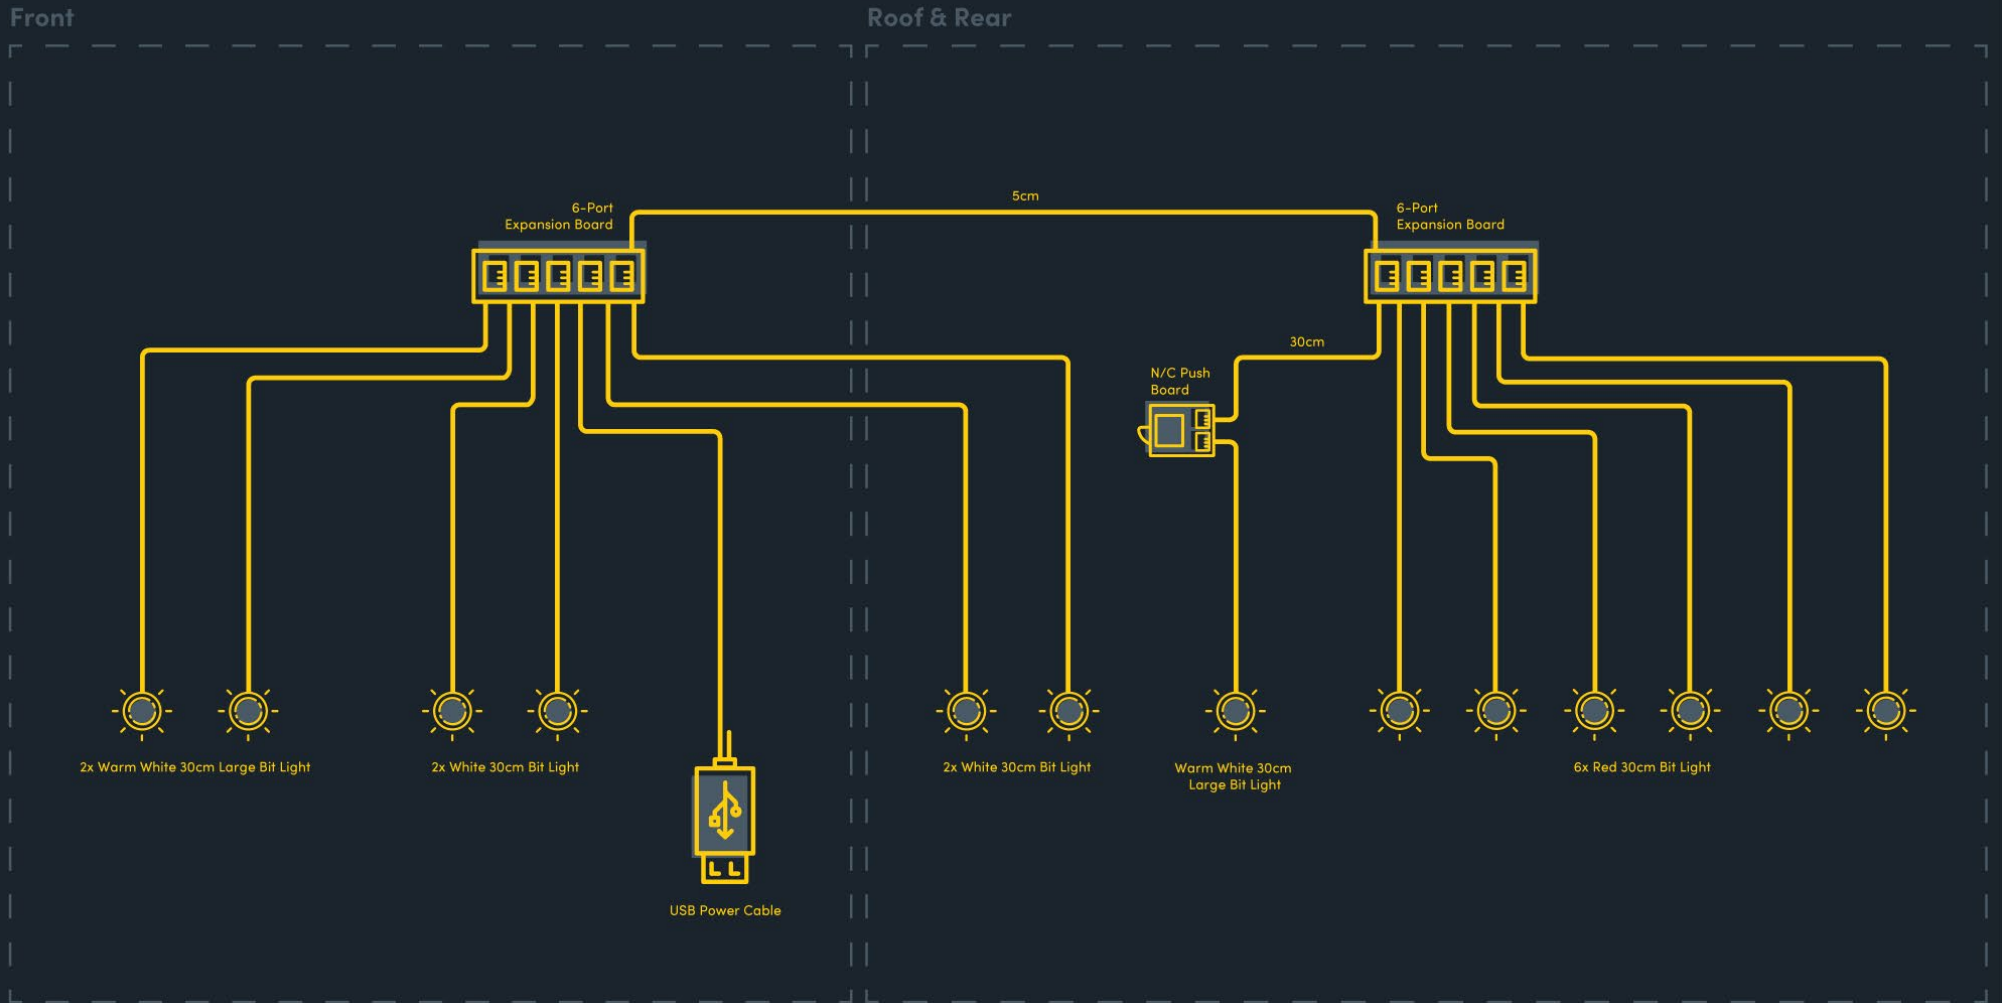 Front
Roof & Rear
5cm
6-Port
Expansion Board
6-Port
Expansion Board
30cm
N/C Push
Board
2x Warm White 30cm Large Bit Light
2x White 30cm Bit Light
2x White 30cm Bit Light
Warm White 30cm
Large Bit Light
6x Red 30cm Bit Light
USB Power Cable